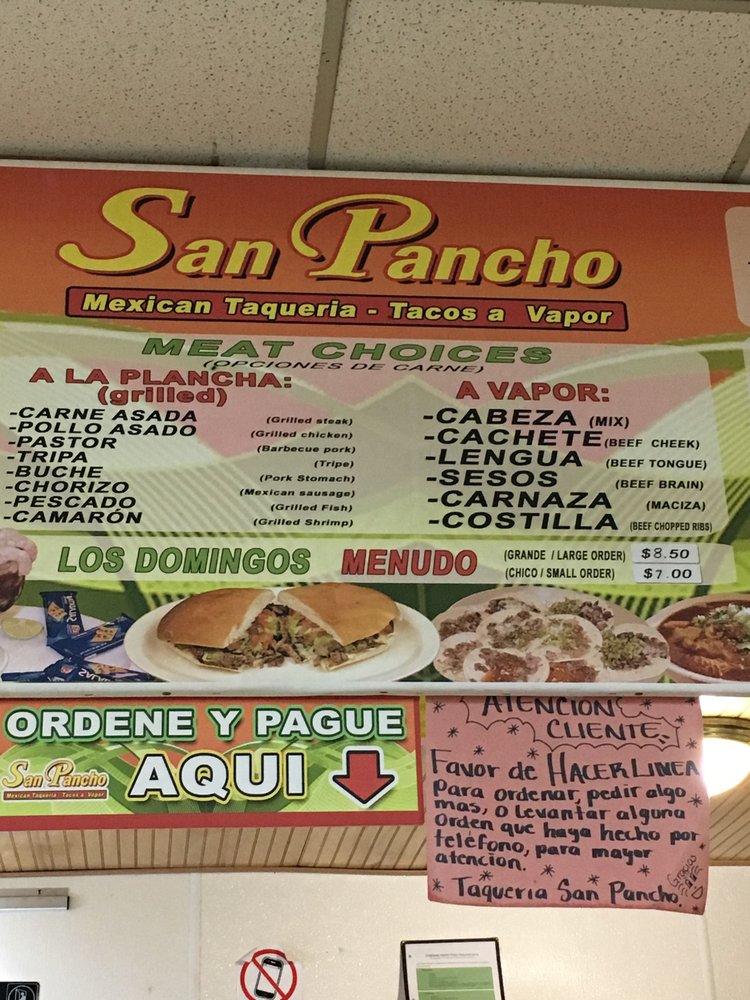 San Pancho
Mexican Taqueria - Tacos a Vapor
MEAT CHOICES
(OPCIONES DE CARNE)
A LA PLANCHA:
(grilled)
-CARNE ASADA (Grilled steak)
-POLLO ASADO (Grilled chicken)
-PASTOR (Barbecue pork)
-TRIPA (Tripe)
-BUCHE (Pork Stomach)
-CHORIZO (Mexican sausage)
-PESCADO (Grilled Fish)
-CAMARÓN (Grilled Shrimp)
A VAPOR:
-CABEZA (MIX)
-CACHETE (BEEF CHEEK)
-LENGUA (BEEF TONGUE)
-SESOS (BEEF BRAIN)
-CARNAZA (MACIZA)
-COSTILLA (BEEF CHOPPED RIBS)
LOS DOMINGOS MENUDO
(GRANDE / LARGE ORDER) $8.50
(CHICO / SMALL ORDER) $7.00
ORDENE Y PAGUE
AQUI
San Pancho
Mexican Taqueria - Tacos a Vapor
ATENCION
CLIENTE
Favor de HACER LINEA
para ordenar, pedir algo
mas, o levantar alguna
orden que haya hecho por
teléfono, para mayor
atencion.
Gracias
Taqueria San Pancho.